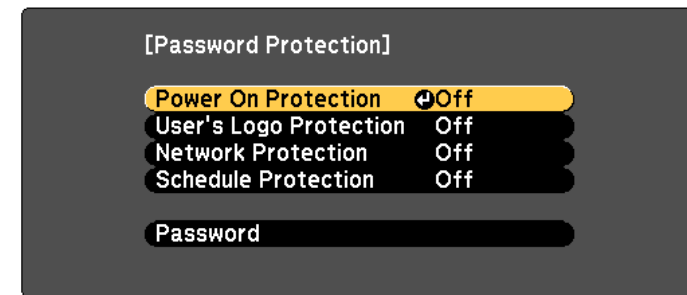 [Password Protection]
Power On Protection Off
User's Logo Protection Off
Network Protection Off
Schedule Protection Off
Password